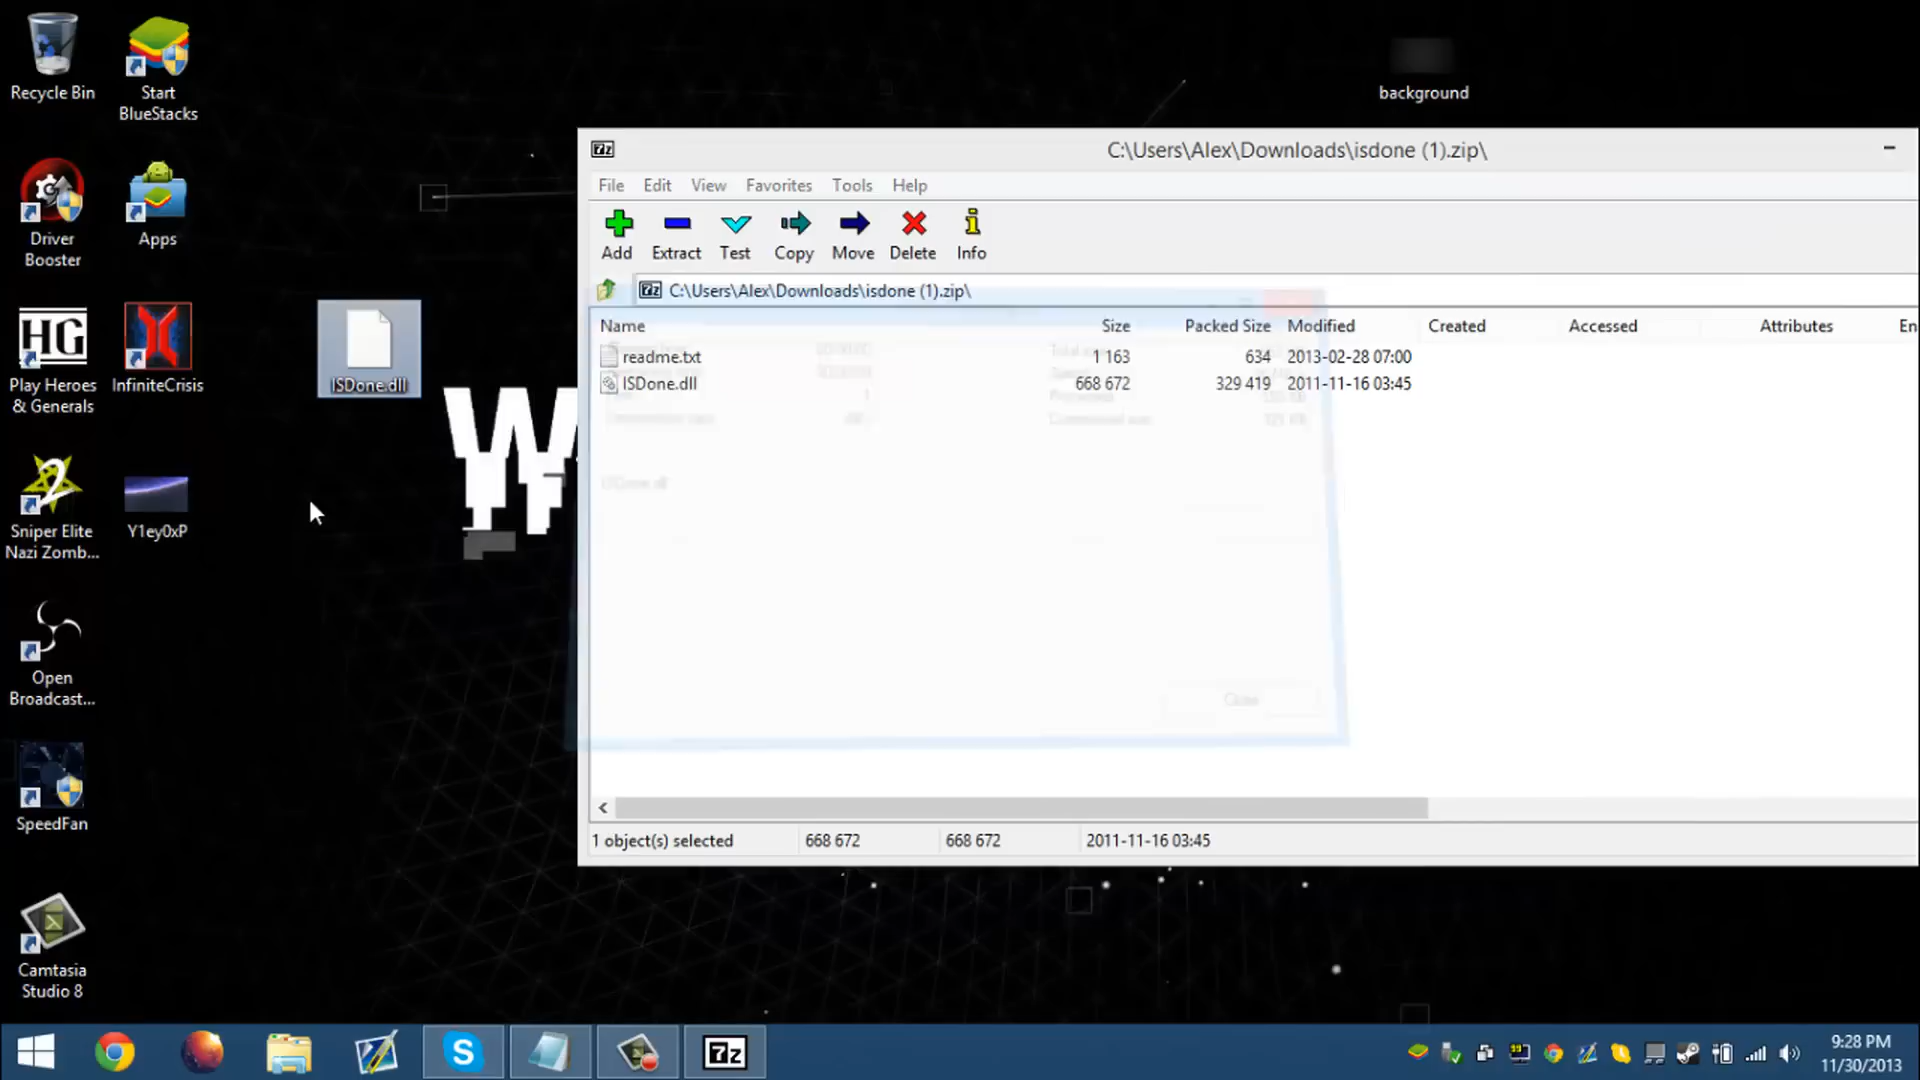 Recycle Bin
Start
BlueStacks
background
C:\Users\Alex\Downloads\isdone (1).zip\
File Edit View Favorites Tools Help
Add Extract Test Copy Move Delete Info
C:\Users\Alex\Downloads\isdone (1).zip\
Name Size Packed Size Modified Created Accessed Attributes En
readme.txt 1 163 634 2013-02-28 07:00
ISDone.dll 668 672 329 419 2011-11-16 03:45
ISDone.dll
Close
1 object(s) selected 668 672 668 672 2011-11-16 03:45
Driver
Booster
Apps
HG
Play Heroes
& Generals
InfiniteCrisis
ISDone.dll
W
2
Sniper Elite
Nazi Zomb...
Y1ey0xP
Open
Broadcast...
SpeedFan
Camtasia
Studio 8
7z
9:28 PM
11/30/2013